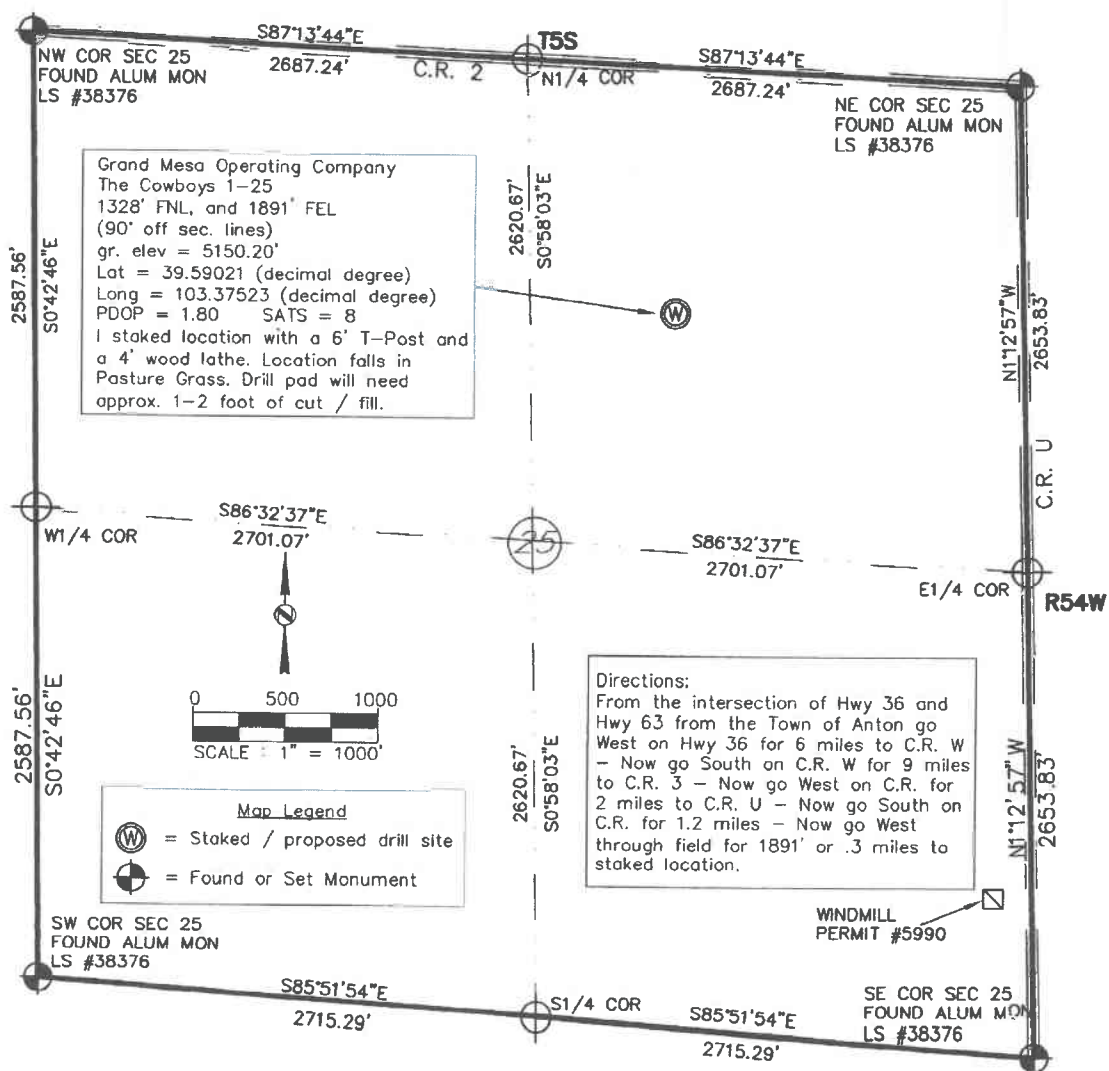 S87°13'44"E
2687.24'
C.R. 2
T5S
N1/4 COR
S87°13'44"E
2687.24'
NW COR SEC 25
FOUND ALUM MON
LS #38376
NE COR SEC 25
FOUND ALUM MON
LS #38376
Grand Mesa Operating Company
The Cowboys 1-25
1328' FNL, and 1891' FEL
(90° off sec. lines)
gr. elev = 5150.20'
Lat = 39.59021 (decimal degree)
Long = 103.37523 (decimal degree)
PDOP = 1.80 SATS = 8
I staked location with a 6' T-Post and
a 4' wood lathe. Location falls in
Pasture Grass. Drill pad will need
approx. 1-2 foot of cut / fill.
2587.56'
S0°42'46"E
2620.67'
S0°58'03"E
W
N1°12'57"W
2653.83'
C.R. U
W1/4 COR
S86°32'37"E
2701.07'
25
S86°32'37"E
2701.07'
E1/4 COR
R54W
N
0 500 1000
SCALE : 1" = 1000'
2587.56'
S0°42'46"E
2620.67'
S0°58'03"E
Directions:
From the intersection of Hwy 36 and
Hwy 63 from the Town of Anton go
West on Hwy 36 for 6 miles to C.R. W
- Now go South on C.R. W for 9 miles
to C.R. 3 - Now go West on C.R. for
2 miles to C.R. U - Now go South on
C.R. for 1.2 miles - Now go West
through field for 1891' or .3 miles to
staked location.
N1°12'57"W
2653.83'
Map Legend
W = Staked / proposed drill site
= Found or Set Monument
WINDMILL
PERMIT #5990
SW COR SEC 25
FOUND ALUM MON
LS #38376
S85°51'54"E
2715.29'
S1/4 COR
S85°51'54"E
2715.29'
SE COR SEC 25
FOUND ALUM MON
LS #38376